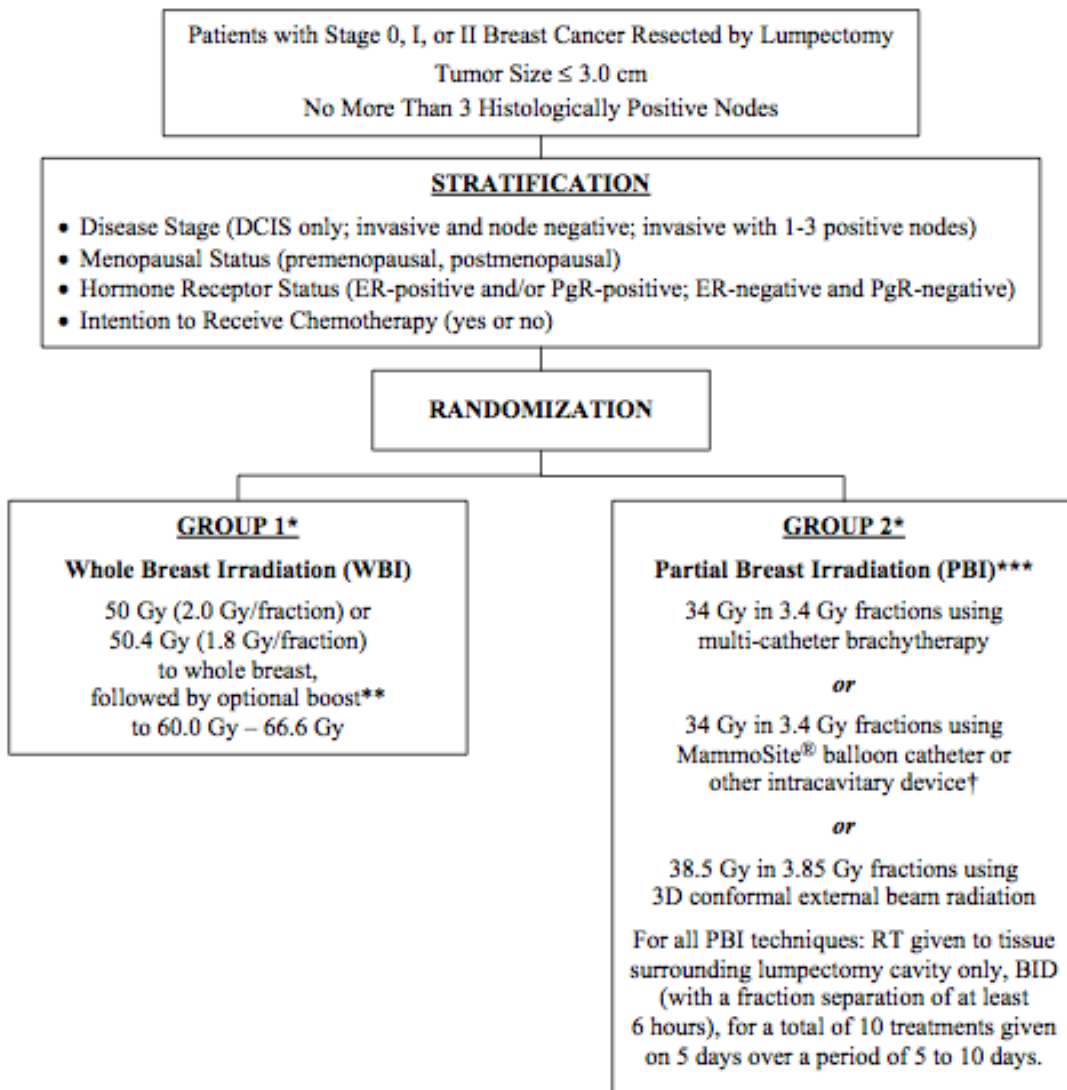 Patients with Stage 0, I, or II Breast Cancer Resected by Lumpectomy
Tumor Size ≤ 3.0 cm
No More Than 3 Histologically Positive Nodes
STRATIFICATION
• Disease Stage (DCIS only; invasive and node negative; invasive with 1-3 positive nodes)
• Menopausal Status (premenopausal, postmenopausal)
• Hormone Receptor Status (ER-positive and/or PgR-positive; ER-negative and PgR-negative)
• Intention to Receive Chemotherapy (yes or no)
RANDOMIZATION
GROUP 1*
Whole Breast Irradiation (WBI)
50 Gy (2.0 Gy/fraction) or
50.4 Gy (1.8 Gy/fraction)
to whole breast,
followed by optional boost**
to 60.0 Gy – 66.6 Gy
GROUP 2*
Partial Breast Irradiation (PBI)***
34 Gy in 3.4 Gy fractions using
multi-catheter brachytherapy
or
34 Gy in 3.4 Gy fractions using
MammoSite® balloon catheter or
other intracavitary device†
or
38.5 Gy in 3.85 Gy fractions using
3D conformal external beam radiation
For all PBI techniques: RT given to tissue
surrounding lumpectomy cavity only, BID
(with a fraction separation of at least
6 hours), for a total of 10 treatments given
on 5 days over a period of 5 to 10 days.